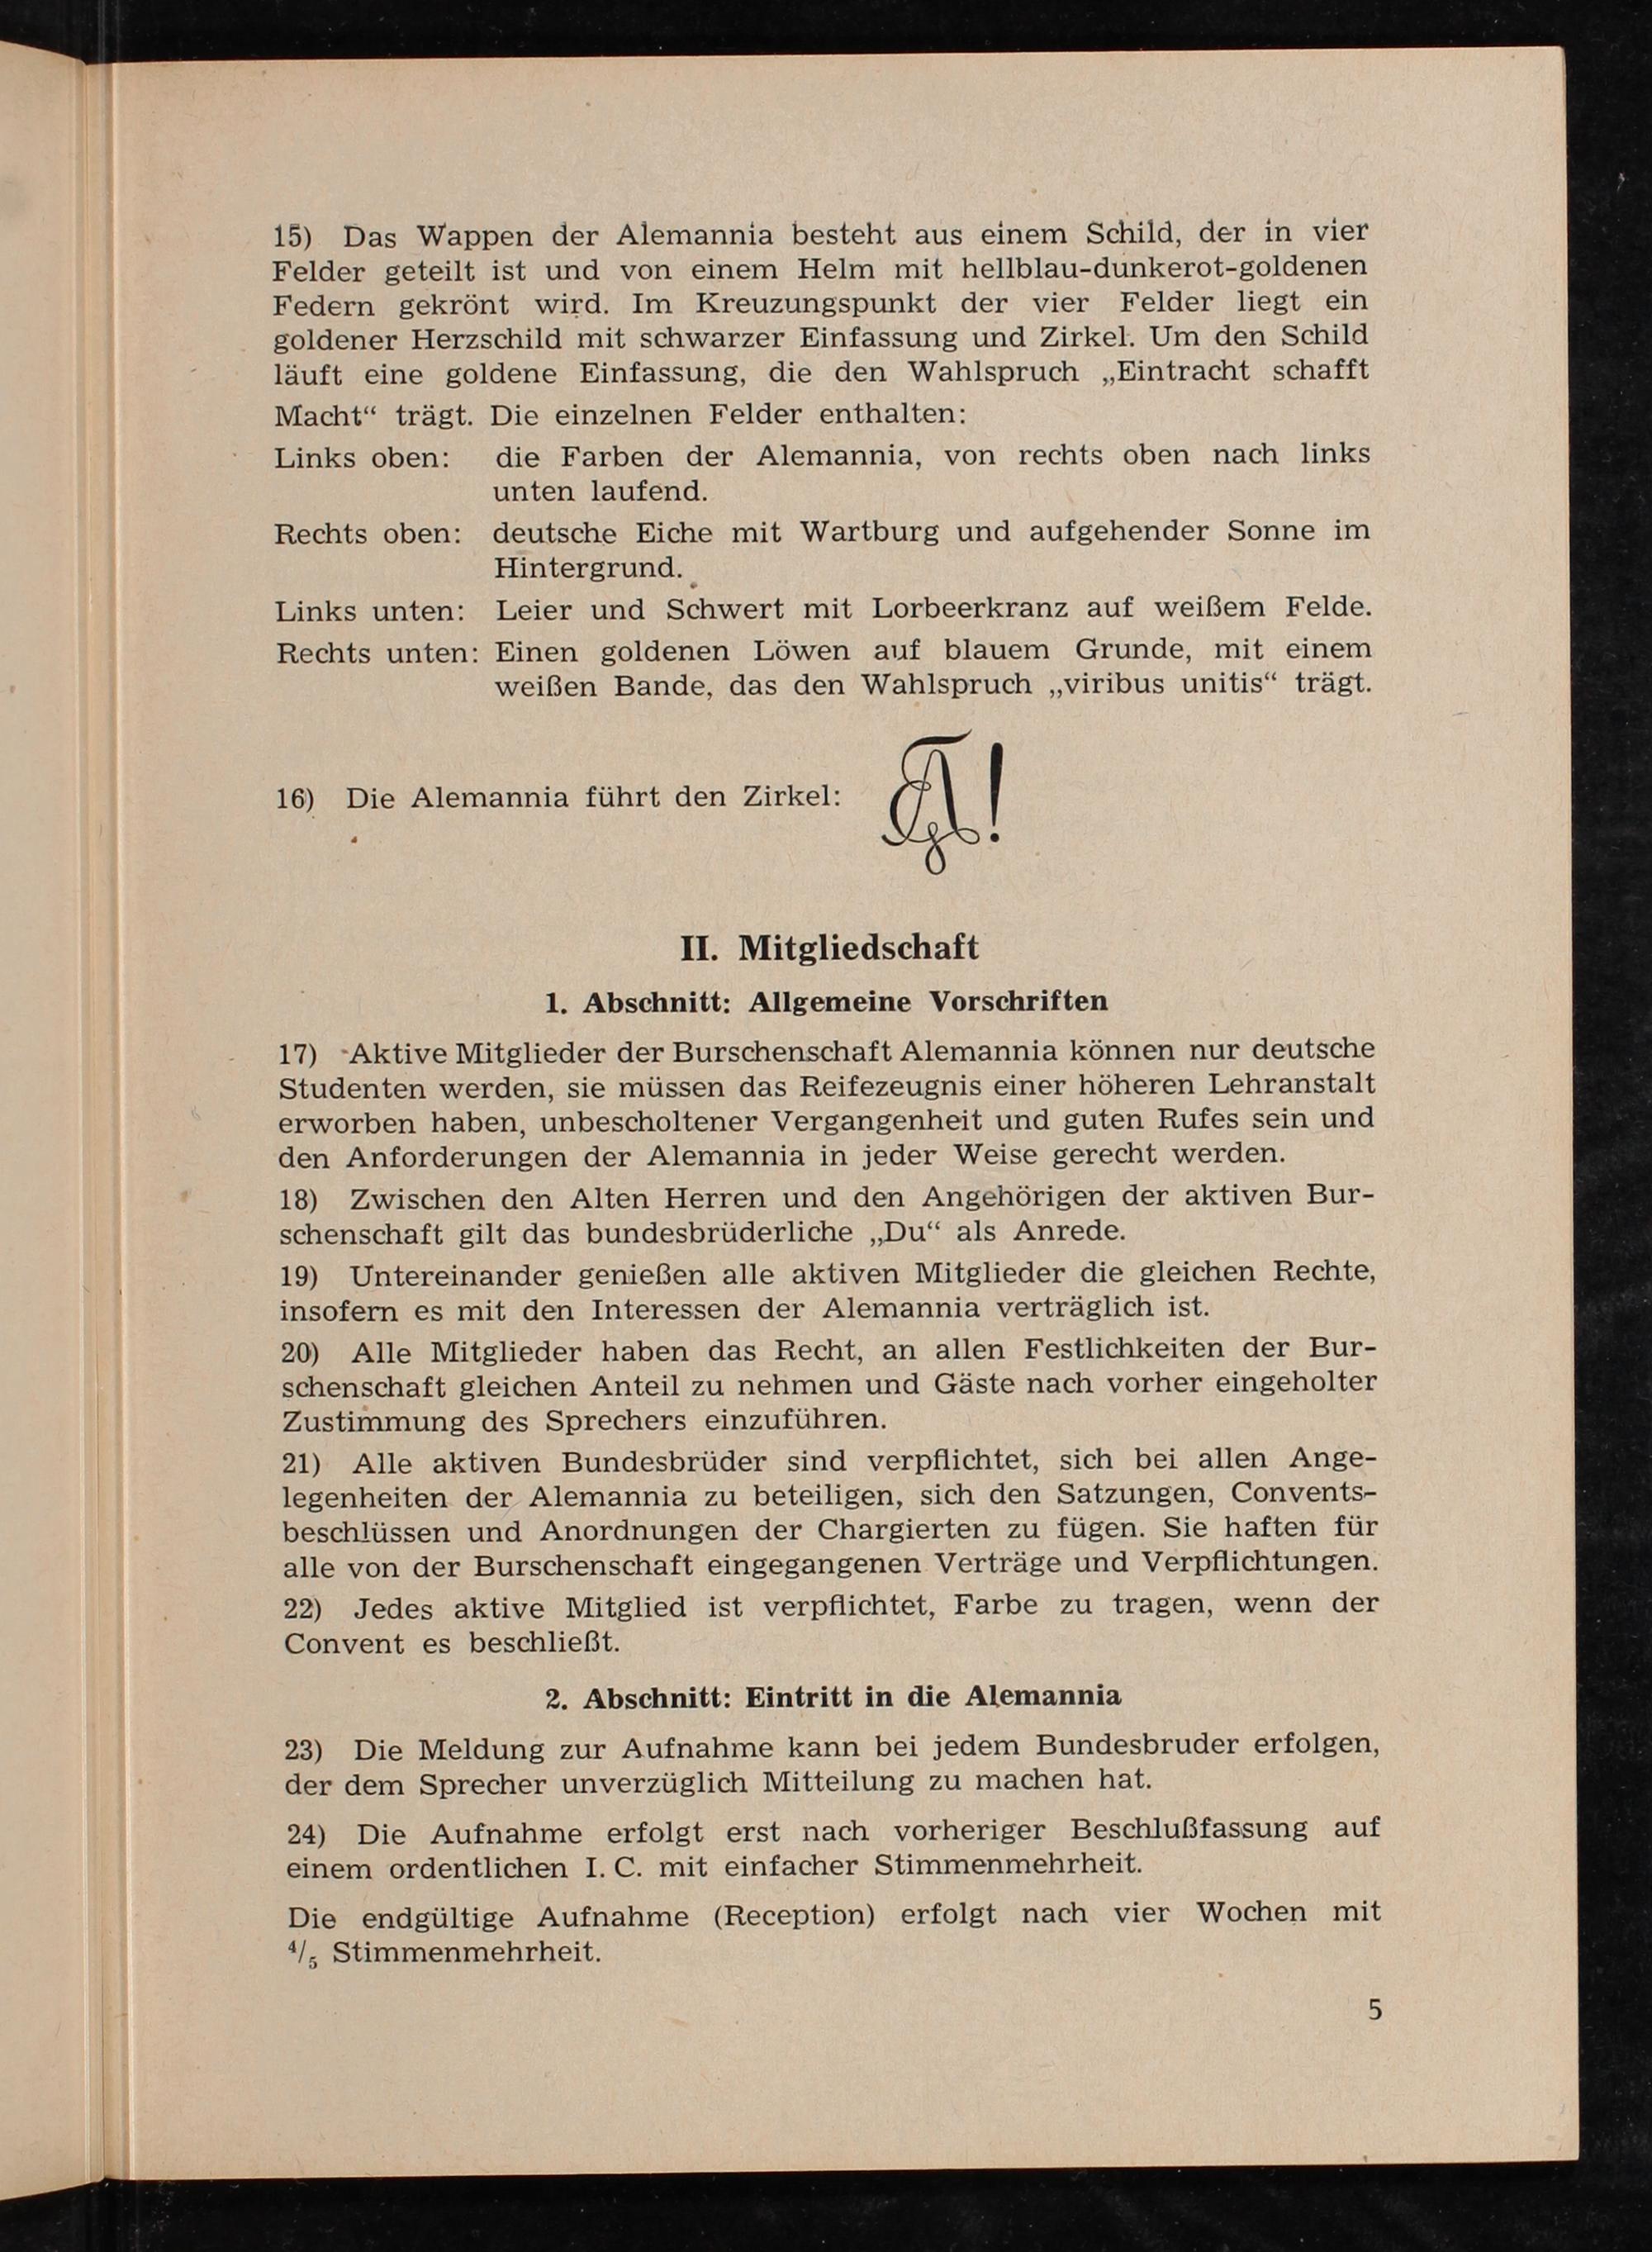 15) Das Wappen der Alemannia besteht aus einem Schild, der in vier
Felder geteilt ist und von einem Helm mit hellblau-dunkerot-goldenen
Federn gekrönt wird. Im Kreuzungspunkt der vier Felder liegt ein
goldener Herzschild mit schwarzer Einfassung und Zirkel. Um den Schild
läuft eine goldene Einfassung, die den Wahlspruch „Eintracht schafft
Macht“ trägt. Die einzelnen Felder enthalten:
Links oben: die Farben der Alemannia, von rechts oben nach links
unten laufend.
Rechts oben: deutsche Eiche mit Wartburg und aufgehender Sonne im
Hintergrund.
Links unten: Leier und Schwert mit Lorbeerkranz auf weißem Felde.
Rechts unten: Einen goldenen Löwen auf blauem Grunde, mit einem
weißen Bande, das den Wahlspruch „viribus unitis“ trägt.
16) Die Alemannia führt den Zirkel:
II. Mitgliedschaft
1. Abschnitt: Allgemeine Vorschriften
17) Aktive Mitglieder der Burschenschaft Alemannia können nur deutsche
Studenten werden, sie müssen das Reifezeugnis einer höheren Lehranstalt
erworben haben, unbescholtener Vergangenheit und guten Rufes sein und
den Anforderungen der Alemannia in jeder Weise gerecht werden.
18) Zwischen den Alten Herren und den Angehörigen der aktiven Bur-
schenschaft gilt das bundesbrüderliche „Du“ als Anrede.
19) Untereinander genießen alle aktiven Mitglieder die gleichen Rechte,
insofern es mit den Interessen der Alemannia verträglich ist.
20) Alle Mitglieder haben das Recht, an allen Festlichkeiten der Bur-
schenschaft gleichen Anteil zu nehmen und Gäste nach vorher eingeholter
Zustimmung des Sprechers einzuführen.
21) Alle aktiven Bundesbrüder sind verpflichtet, sich bei allen Ange-
legenheiten der Alemannia zu beteiligen, sich den Satzungen, Convents-
beschlüssen und Anordnungen der Chargierten zu fügen. Sie haften für
alle von der Burschenschaft eingegangenen Verträge und Verpflichtungen.
22) Jedes aktive Mitglied ist verpflichtet, Farbe zu tragen, wenn der
Convent es beschließt.
2. Abschnitt: Eintritt in die Alemannia
23) Die Meldung zur Aufnahme kann bei jedem Bundesbruder erfolgen,
der dem Sprecher unverzüglich Mitteilung zu machen hat.
24) Die Aufnahme erfolgt erst nach vorheriger Beschlußfassung auf
einem ordentlichen I. C. mit einfacher Stimmenmehrheit.
Die endgültige Aufnahme (Reception) erfolgt nach vier Wochen mit
⁴/₅ Stimmenmehrheit.
5